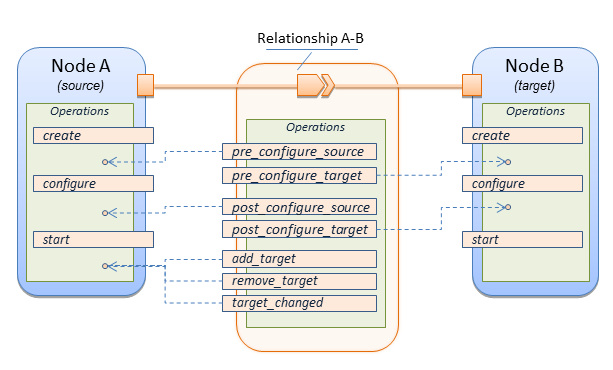 Relationship A-B
Node A
(source)
Operations
create
configure
start
Operations
pre_configure_source
pre_configure_target
post_configure_source
post_configure_target
add_target
remove_target
target_changed
Node B
(target)
Operations
create
configure
start